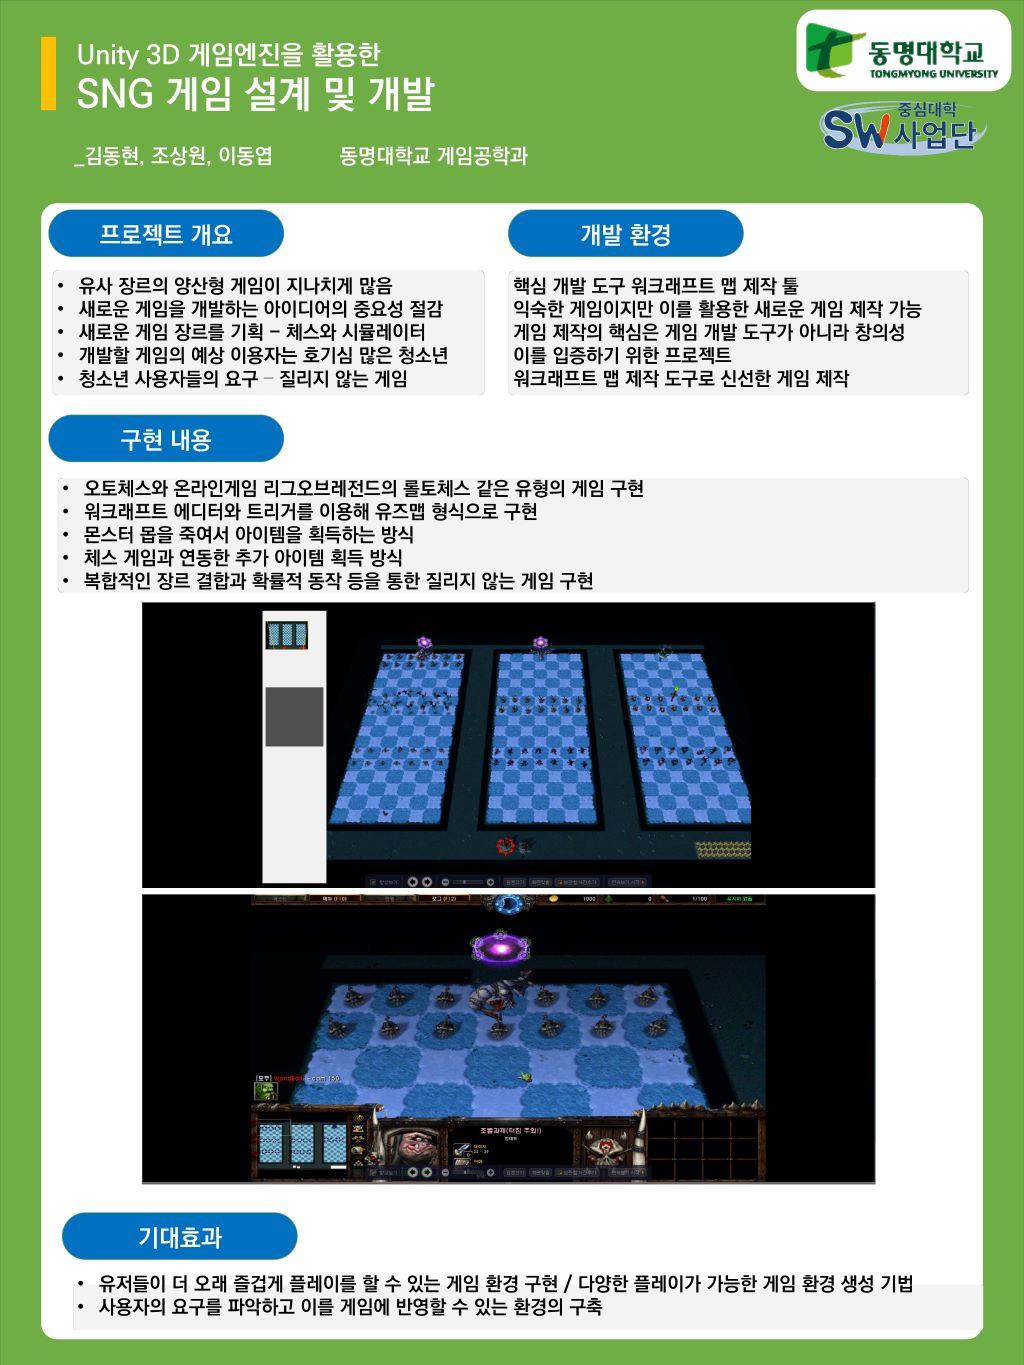 Unity 3D 게임엔진을 활용한
SNG 게임 설계 및 개발
_김동현, 조상원, 이동엽 동명대학교 게임공학과
동명대학교
TONGMYONG UNIVERSITY
중심대학
SW사업단
프로젝트 개요
• 유사 장르의 양산형 게임이 지나치게 많음
• 새로운 게임을 개발하는 아이디어의 중요성 절감
• 새로운 게임 장르를 기획 – 체스와 시뮬레이터
• 개발할 게임의 예상 이용자는 호기심 많은 청소년
• 청소년 사용자들의 요구 – 질리지 않는 게임
개발 환경
핵심 개발 도구 워크래프트 맵 제작 툴
익숙한 게임이지만 이를 활용한 새로운 게임 제작 가능
게임 제작의 핵심은 게임 개발 도구가 아니라 창의성
이를 입증하기 위한 프로젝트
워크래프트 맵 제작 도구로 신선한 게임 제작
구현 내용
• 오토체스와 온라인게임 리그오브레전드의 롤토체스 같은 유형의 게임 구현
• 워크래프트 에디터와 트리거를 이용해 유즈맵 형식으로 구현
• 몬스터 몹을 죽여서 아이템을 획득하는 방식
• 체스 게임과 연동한 추가 아이템 획득 방식
• 복합적인 장르 결합과 확률적 동작 등을 통한 질리지 않는 게임 구현
메뉴 (F10) 로그 (F12) 1000 0 1/100
조별과제(터짐 주의!)
기대효과
• 유저들이 더 오래 즐겁게 플레이를 할 수 있는 게임 환경 구현 / 다양한 플레이가 가능한 게임 환경 생성 기법
• 사용자의 요구를 파악하고 이를 게임에 반영할 수 있는 환경의 구축